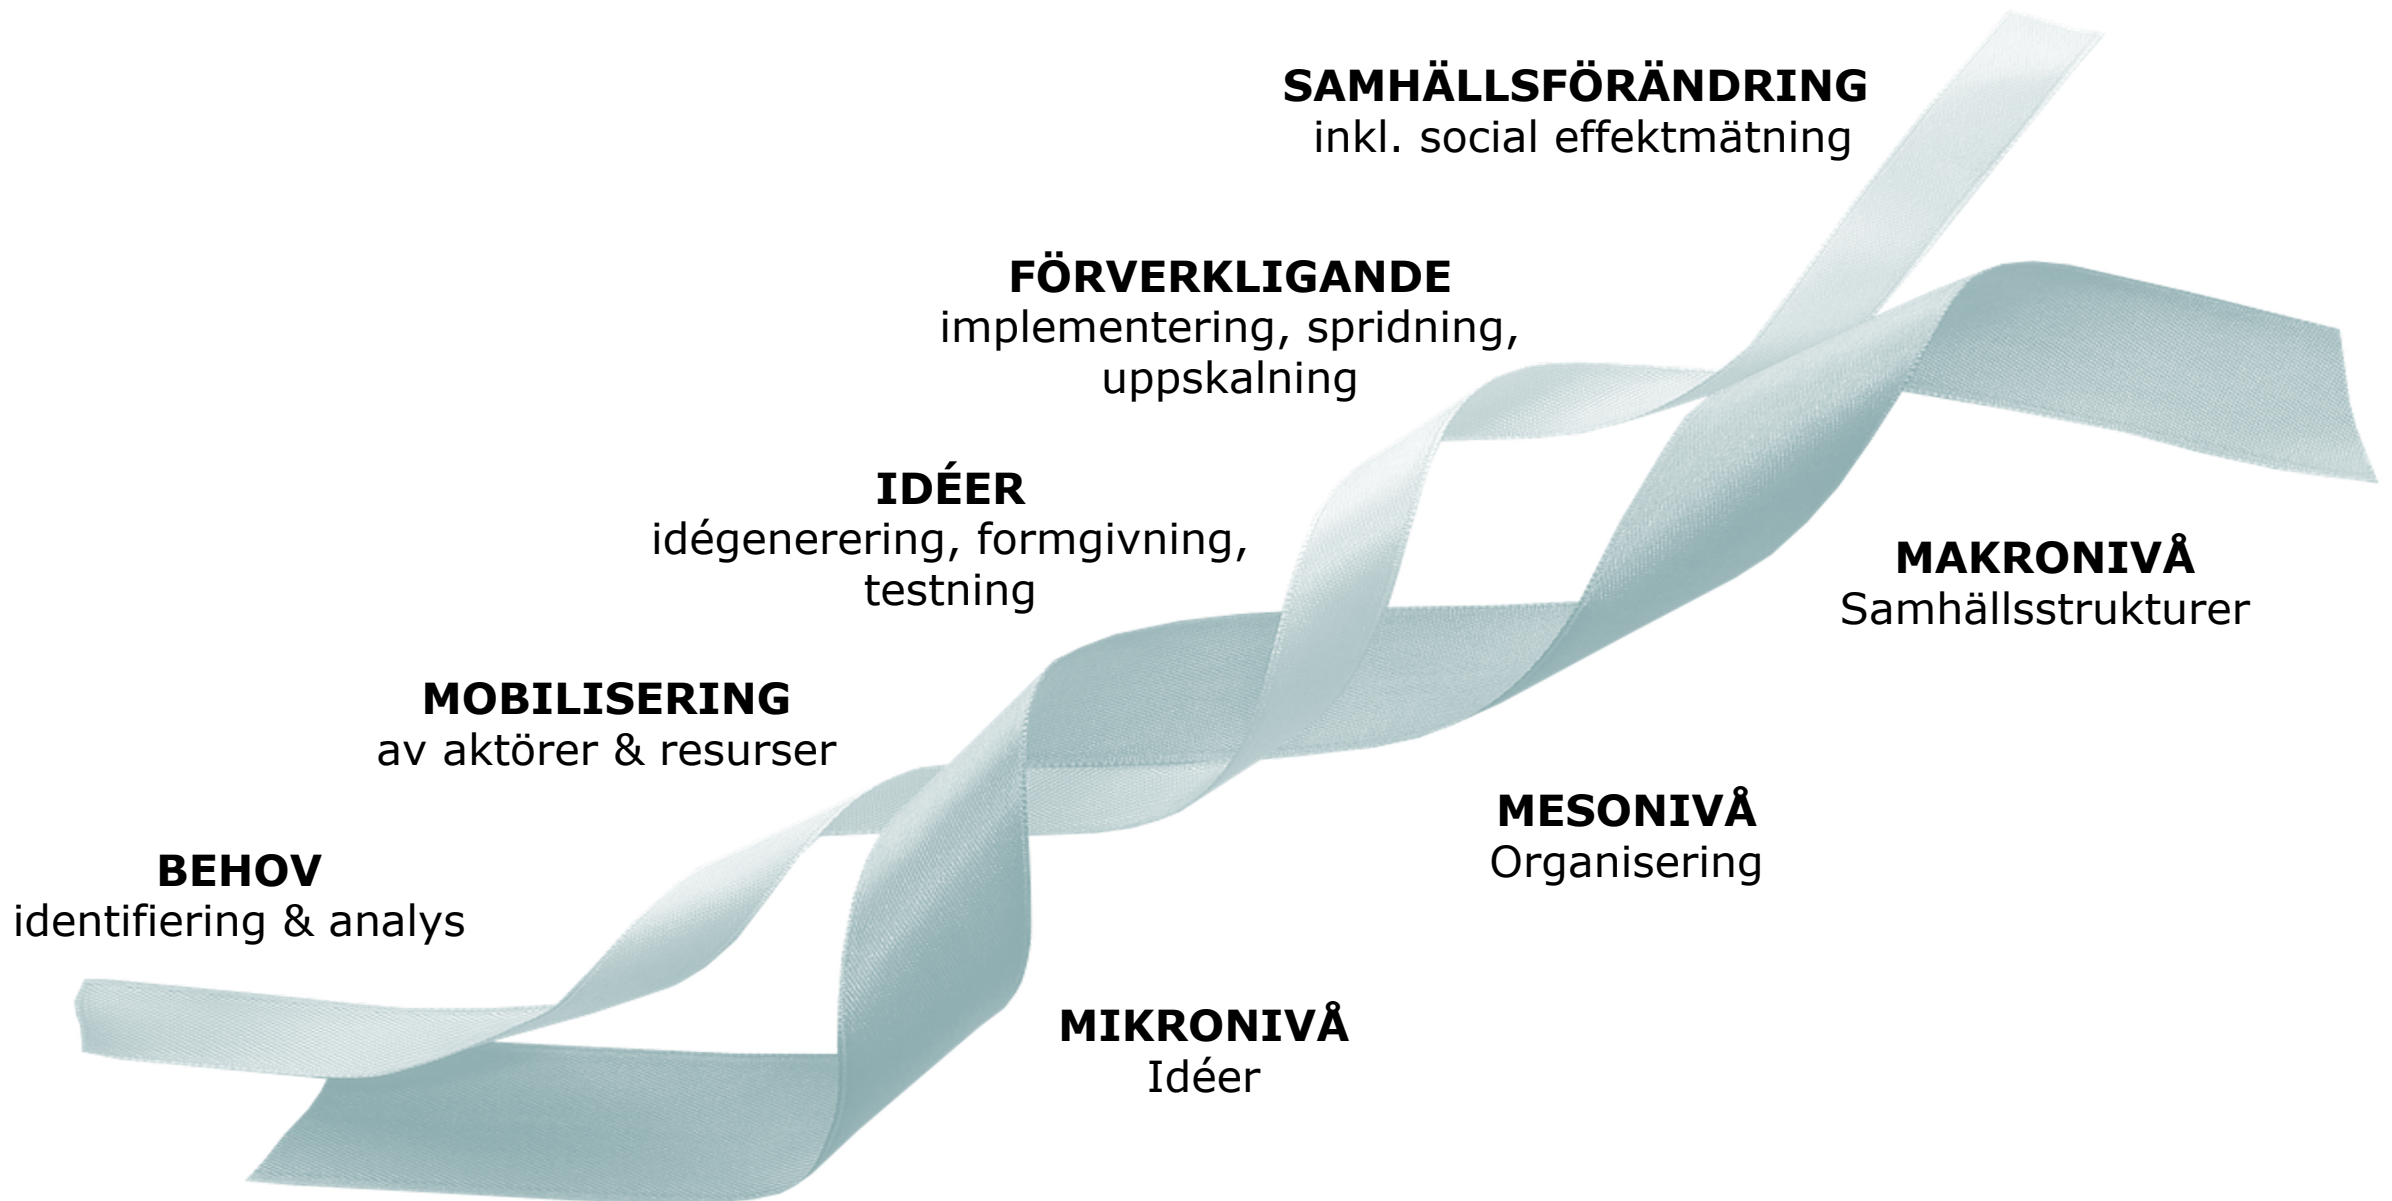 SAMHÄLLSFÖRÄNDRING
inkl. social effektmätning
FÖRVERKLIGANDE
implementering, spridning,
uppskalning
IDÉER
idégenerering, formgivning,
testning
MOBILISERING
av aktörer & resurser
BEHOV
identifiering & analys
MAKRONIVÅ
Samhällsstrukturer
MESONIVÅ
Organisering
MIKRONIVÅ
Idéer